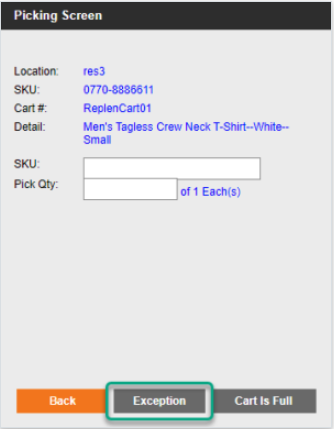 Picking Screen
Location: res3
SKU: 0770-8886611
Cart #: ReplenCart01
Detail: Men's Tagless Crew Neck T-Shirt--White--
Small
SKU:
Pick Qty: of 1 Each(s)
Back Exception Cart Is Full